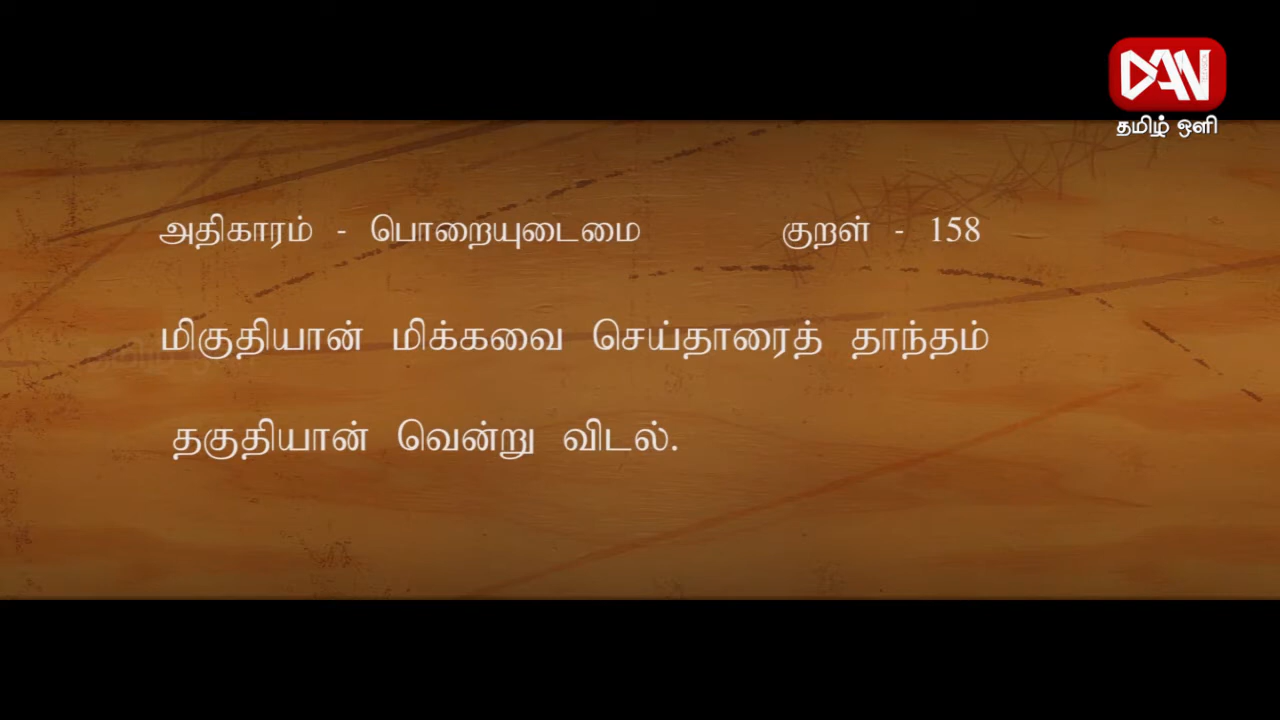 DAN
தமிழ் ஒளி
அதிகாரம் - பொறையுடைமை குறள் - 158
மிகுதியான் மிக்கவை செய்தாரைத் தாந்தம்
தகுதியான் வென்று விடல்.